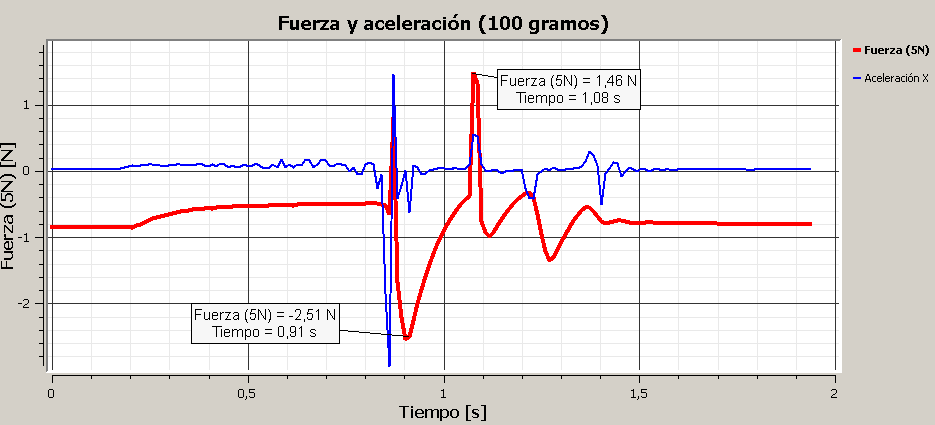 Fuerza y aceleración (100 gramos)
Fuerza (5N)
Aceleración X
Fuerza (5N) = 1,46 N
Tiempo = 1,08 s
1
0
-1
-2
Fuerza (5N) [N]
Fuerza (5N) = -2,51 N
Tiempo = 0,91 s
0
0,5
1
1,5
2
Tiempo [s]